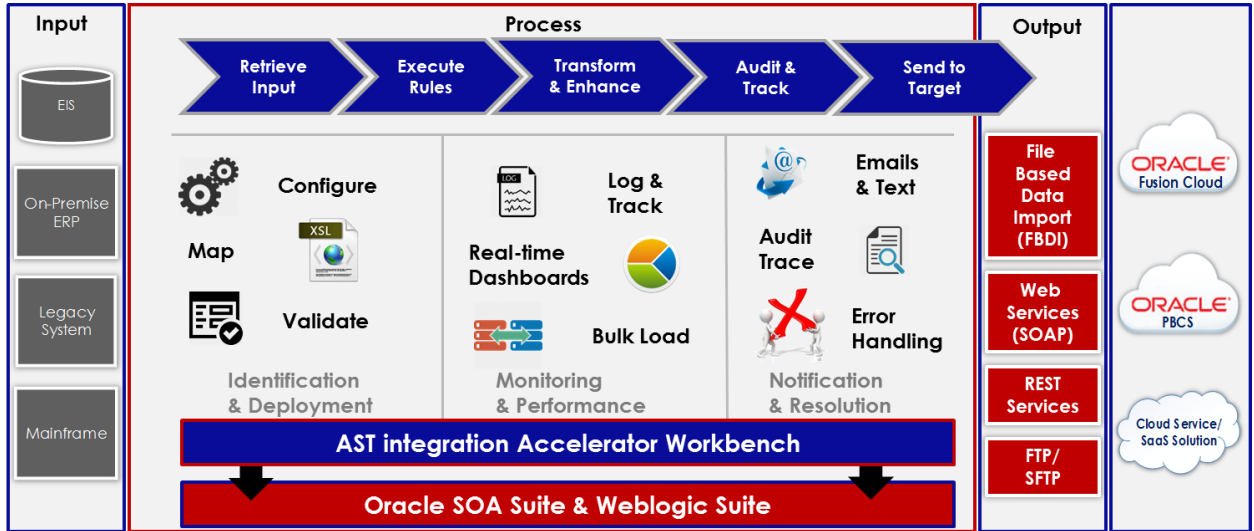 Input
EIS
On-Premise
ERP
Legacy
System
Mainframe
Process
Retrieve
Input
Execute
Rules
Transform
& Enhance
Audit &
Track
Send to
Target
Configure
XSL
Map
Validate
Identification
& Deployment
LOG
Log &
Track
Real-time
Dashboards
Bulk Load
Monitoring
& Performance
@
Emails
& Text
Audit
Trace
Error
Handling
Notification
& Resolution
AST integration Accelerator Workbench
Oracle SOA Suite & Weblogic Suite
Output
File
Based
Data
Import
(FBDI)
Web
Services
(SOAP)
REST
Services
FTP/
SFTP
ORACLE®
Fusion Cloud
ORACLE®
PBCS
Cloud Service/
SaaS Solution